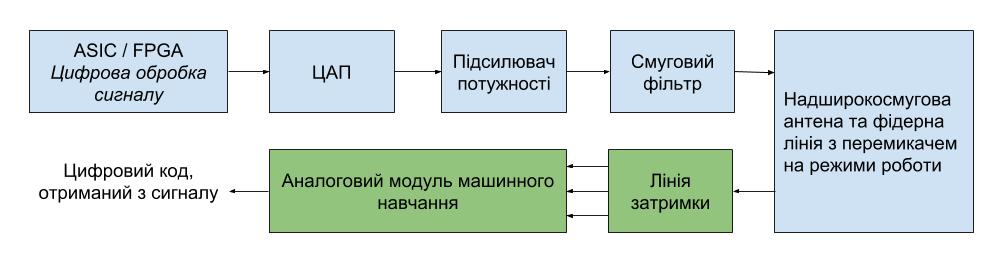 ASIC / FPGA
Цифрова обробка
сигналу
ЦАП
Підсилювач
потужності
Смуговий
фільтр
Надширокосмугова
антена та фідерна
лінія з перемикачем
на режими роботи
Лінія
затримки
Аналоговий модуль машинного
навчання
Цифровий код,
отриманий з сигналу